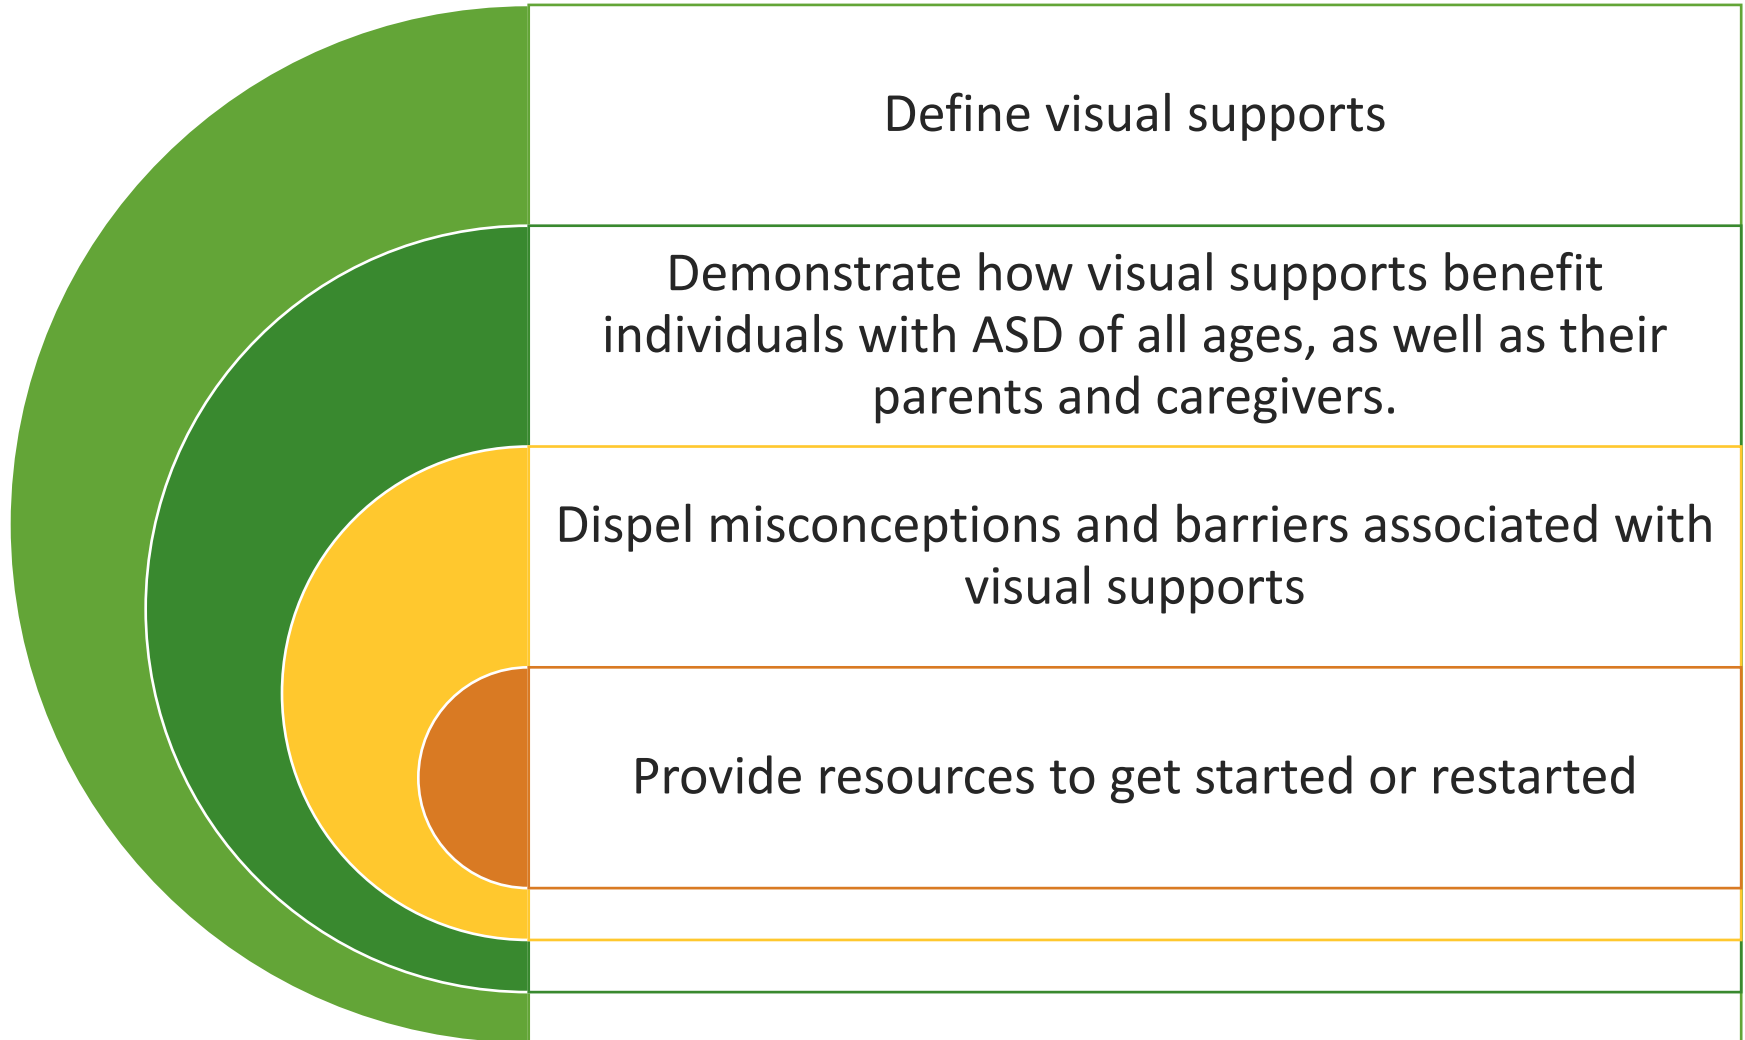 Define visual supports
Demonstrate how visual supports benefit
individuals with ASD of all ages, as well as their
parents and caregivers.
Dispel misconceptions and barriers associated with
visual supports
Provide resources to get started or restarted